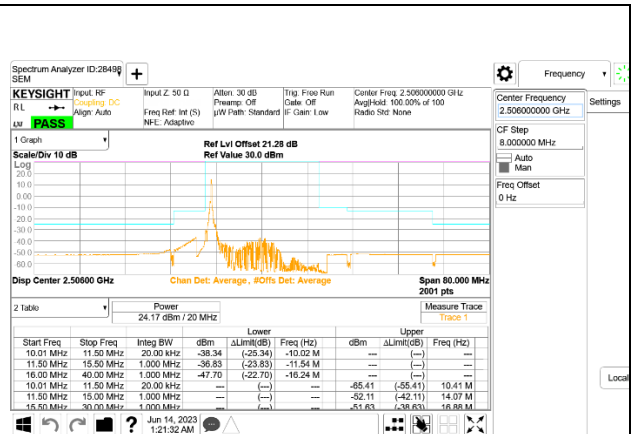 Spectrum Analyzer ID:28498
SEM
Frequency
KEYSIGHT Input: RF Input Z: 50 Ω Atten: 30 dB Trig: Free Run Center Freq: 2.506000000 GHz
RL Coupling: DC Preamp: Off Gate: Off Avg|Hold: 100.00% of 100
Align: Auto Freq Ref: Int (S) µW Path: Standard IF Gain: Low Radio Std: None
PASS NFE: Adaptive
Center Frequency
2.506000000 GHz
Settings
CF Step
8.000000 MHz
Auto
Man
Freq Offset
0 Hz
Local
1 Graph
Ref Lvl Offset 21.28 dB
Scale/Div 10 dB Ref Value 30.0 dBm
Log
20.0
10.0
0.00
-10.0
-20.0
-30.0
-40.0
-50.0
-60.0
Disp Center 2.50600 GHz Chan Det: Average, #Offs Det: Average Span 80.000 MHz
2001 pts
2 Table Power Measure Trace
24.17 dBm / 20 MHz Trace 1
Lower Upper
Start Freq Stop Freq Integ BW dBm ΔLimit(dB) Freq (Hz) dBm ΔLimit(dB) Freq (Hz)
10.01 MHz 11.50 MHz 20.00 kHz -38.34 (-25.34) -10.02 M --- (---) ---
11.50 MHz 15.50 MHz 1.000 MHz -36.83 (-23.83) -11.54 M --- (---) ---
16.00 MHz 40.00 MHz 1.000 MHz -47.70 (-22.70) -16.24 M --- (---) ---
10.01 MHz 11.50 MHz 20.00 kHz --- (---) --- -65.41 (-55.41) 10.41 M
11.50 MHz 15.00 MHz 1.000 MHz --- (---) --- -52.11 (-42.11) 14.07 M
15.50 MHz 30.00 MHz 1.000 MHz --- (---) --- -51.63 (-38.63) 16.88 M
Jun 14, 2023
1:21:32 AM